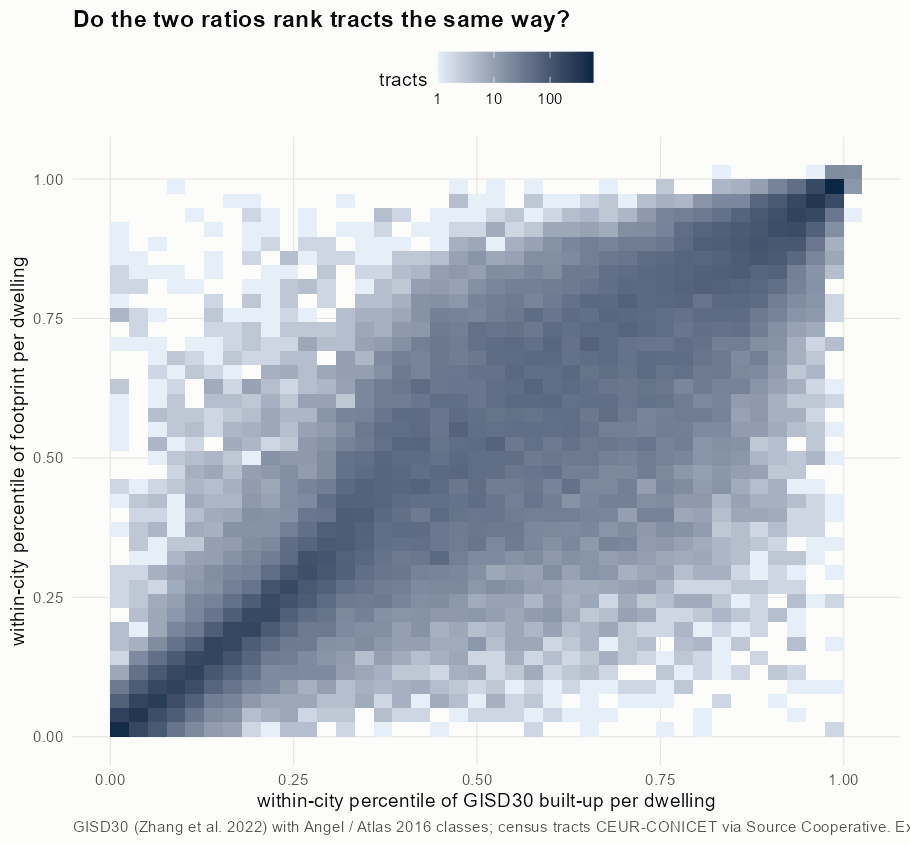 Do the two ratios rank tracts the same way?
tracts
1 10 100
within-city percentile of footprint per dwelling
1.00
0.75
0.50
0.25
0.00
0.00 0.25 0.50 0.75 1.00
within-city percentile of GISD30 built-up per dwelling
GISD30 (Zhang et al. 2022) with Angel / Atlas 2016 classes; census tracts CEUR-CONICET via Source Cooperative.